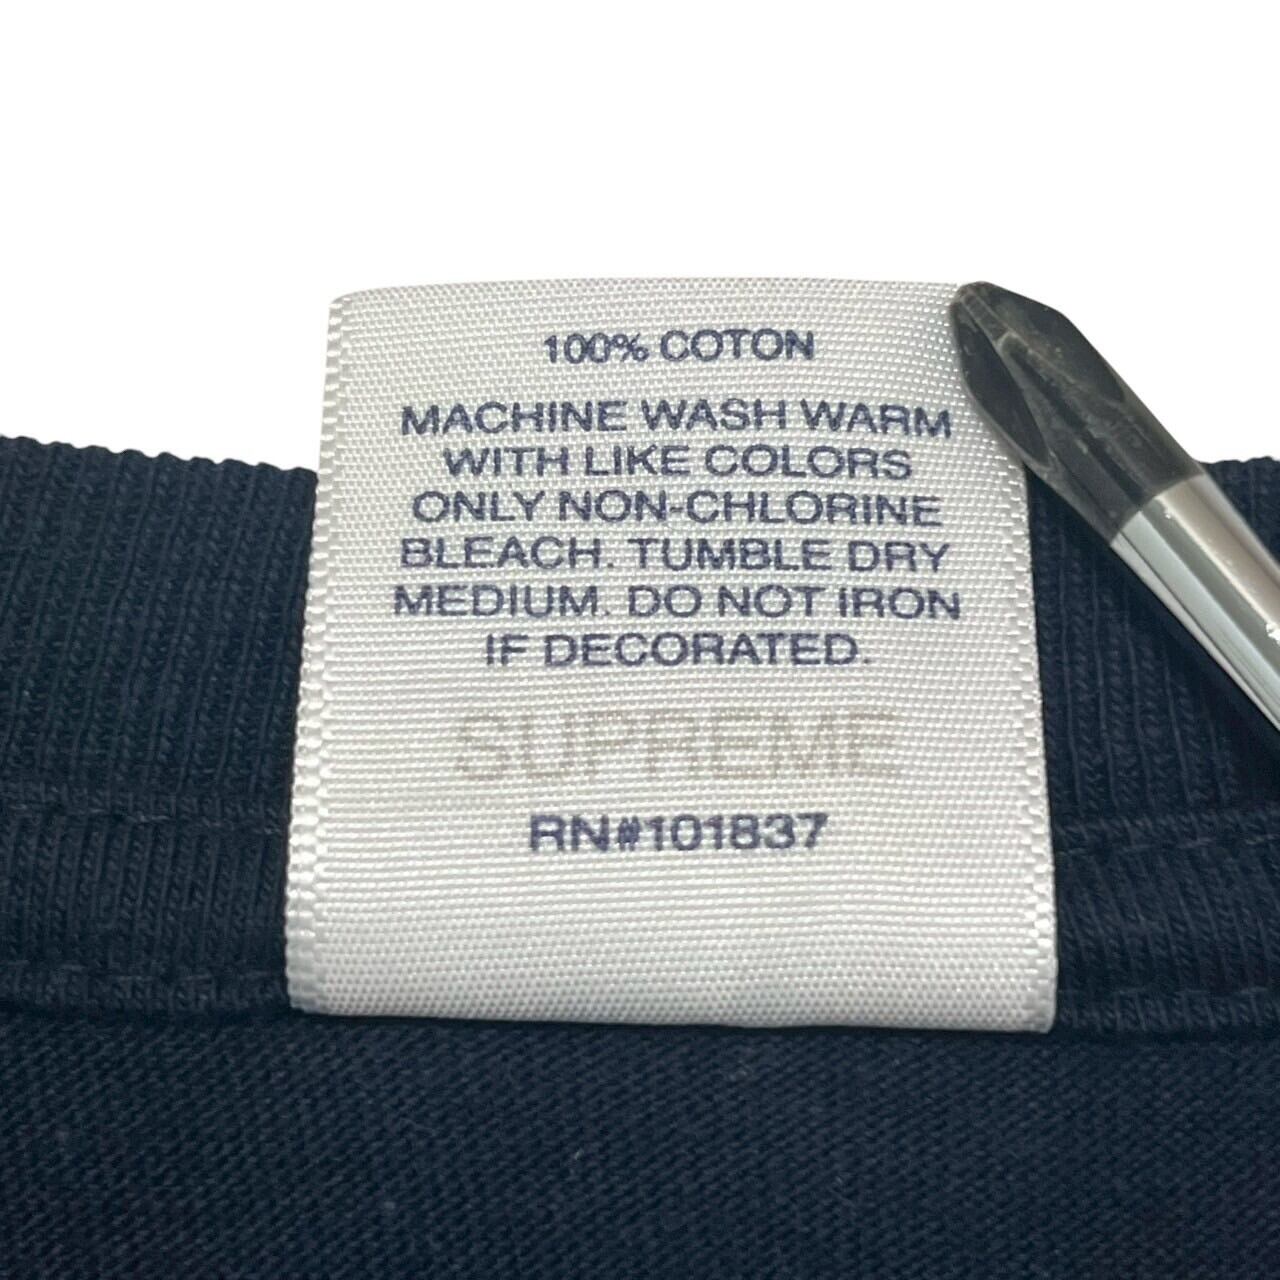 100% COTON
MACHINE WASH WARM
WITH LIKE COLORS
ONLY NON-CHLORINE
BLEACH. TUMBLE DRY
MEDIUM. DO NOT IRON
IF DECORATED.
SUPREME
RN#101837